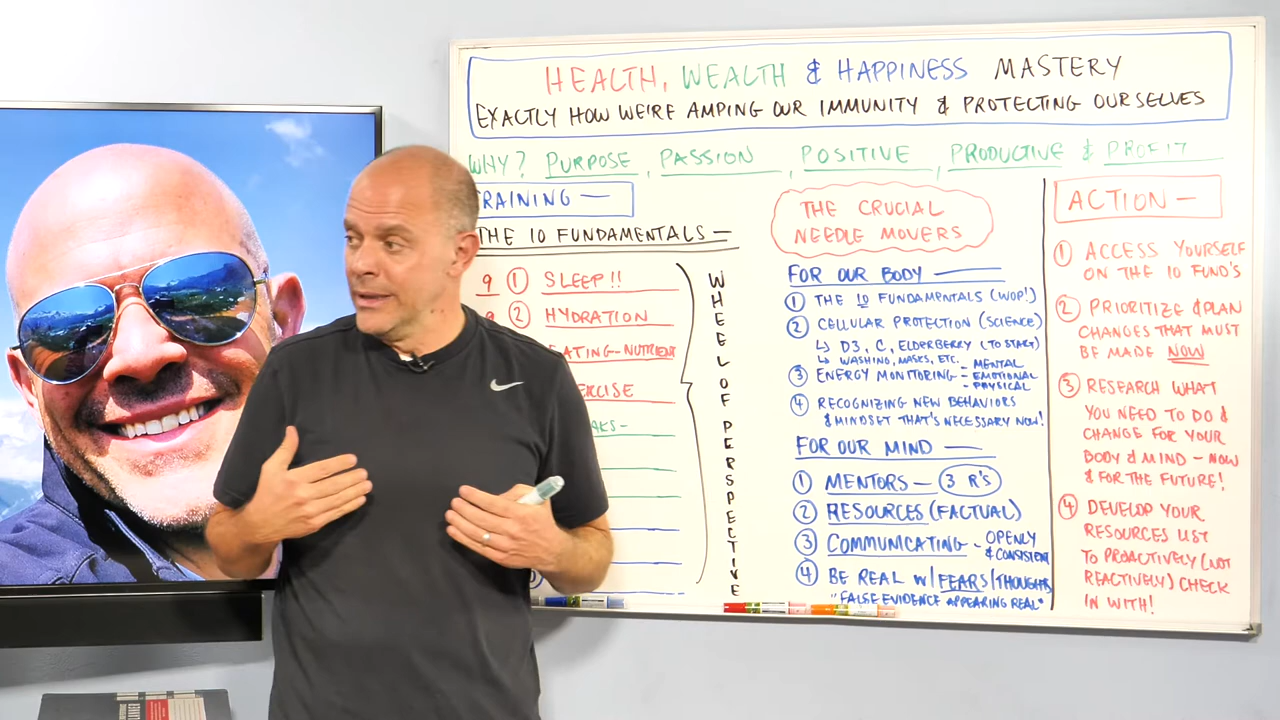 HEALTH, WEALTH & HAPPINESS MASTERY
EXACTLY HOW WE'RE AMPING OUR IMMUNITY & PROTECTING OURSELVES
WHY? PURPOSE, PASSION, POSITIVE, PRODUCTIVE & PROFIT
RAINING —
THE 10 FUNDAMENTALS —
9 1 SLEEP!!
9 2 HYDRATION
EATING - NUTRIENT
ERCISE
AKS -
WHEEL OF PERSPECTIVE
THE CRUCIAL
NEEDLE MOVERS
FOR OUR BODY —
1 THE 10 FUNDAMENTALS (WOP!)
2 CELLULAR PROTECTION (SCIENCE)
↳ D3, C, ELDERBERRY (TO START)
↳ WASHING, MASKS, ETC.
3 ENERGY MONITORING - MENTAL
- EMOTIONAL
- PHYSICAL
4 RECOGNIZING NEW BEHAVIORS
& MINDSET THAT'S NECESSARY NOW!
FOR OUR MIND —
1 MENTORS — 3 R'S
2 RESOURCES (FACTUAL)
3 COMMUNICATING - OPENLY
& CONSISTENT
4 BE REAL W/ FEARS/THOUGHTS
"FALSE EVIDENCE APPEARING REAL"
ACTION —
1 ACCESS YOURSELF
ON THE 10 FUND'S
2 PRIORITIZE & PLAN
CHANGES THAT MUST
BE MADE NOW
3 RESEARCH WHAT
YOU NEED TO DO &
CHANGE FOR YOUR
BODY & MIND - NOW
& FOR THE FUTURE!
4 DEVELOP YOUR
RESOURCES LIST
TO PROACTIVELY (NOT
REACTIVELY) CHECK
IN WITH!